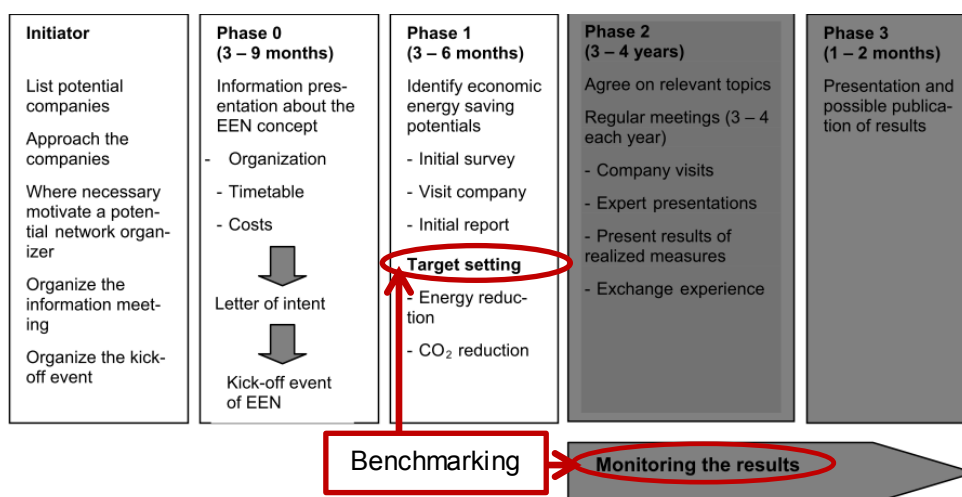 Initiator
List potential
companies
Approach the
companies
Where necessary
motivate a poten-
tial network organ-
izer
Organize the
information meet-
ing
Organize the kick-
off event
Phase 0
(3 – 9 months)
Information pres-
entation about the
EEN concept
- Organization
- Timetable
- Costs
Letter of intent
Kick-off event
of EEN
Phase 1
(3 – 6 months)
Identify economic
energy saving
potentials
- Initial survey
- Visit company
- Initial report
Target setting
- Energy reduc-
tion
- CO₂ reduction
Phase 2
(3 – 4 years)
Agree on relevant topics
Regular meetings (3 – 4
each year)
- Company visits
- Expert presentations
- Present results of
realized measures
- Exchange experience
Phase 3
(1 – 2 months)
Presentation and
possible publica-
tion of results
Benchmarking
Monitoring the results